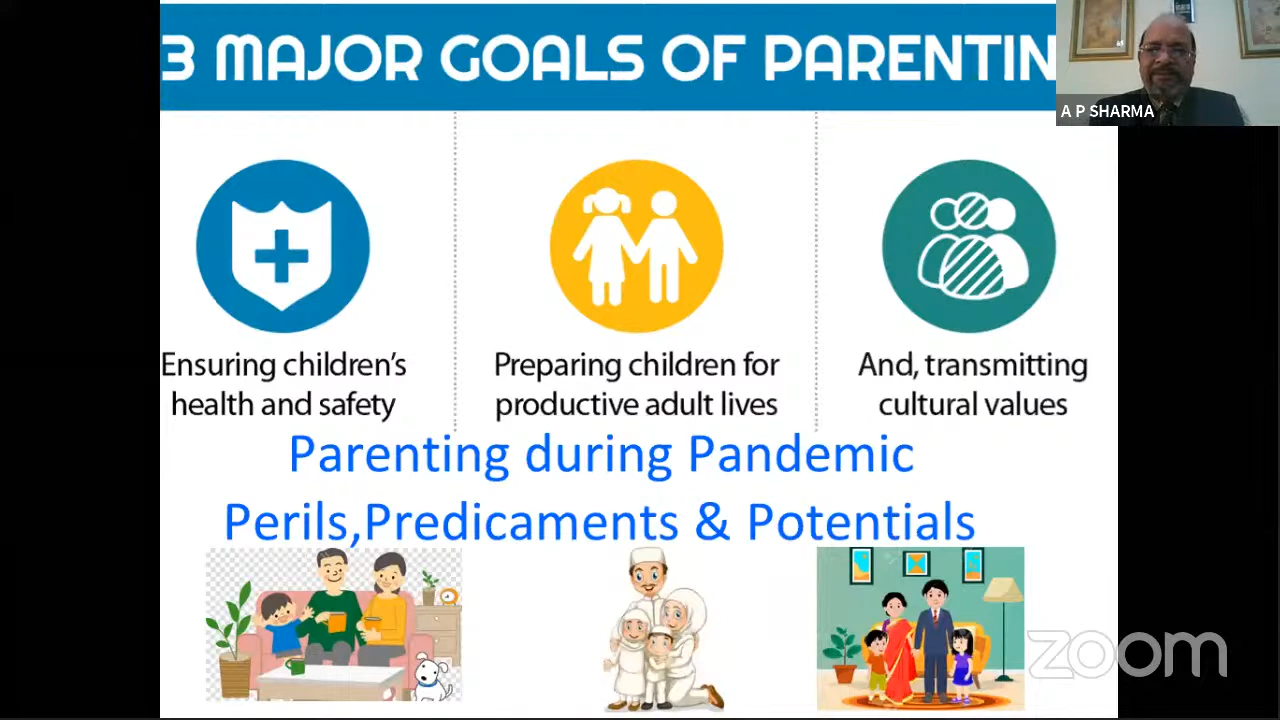 3 MAJOR GOALS OF PARENTIN
A P SHARMA
Ensuring children's
health and safety
Preparing children for
productive adult lives
And, transmitting
cultural values
Parenting during Pandemic
Perils,Predicaments & Potentials
zoom